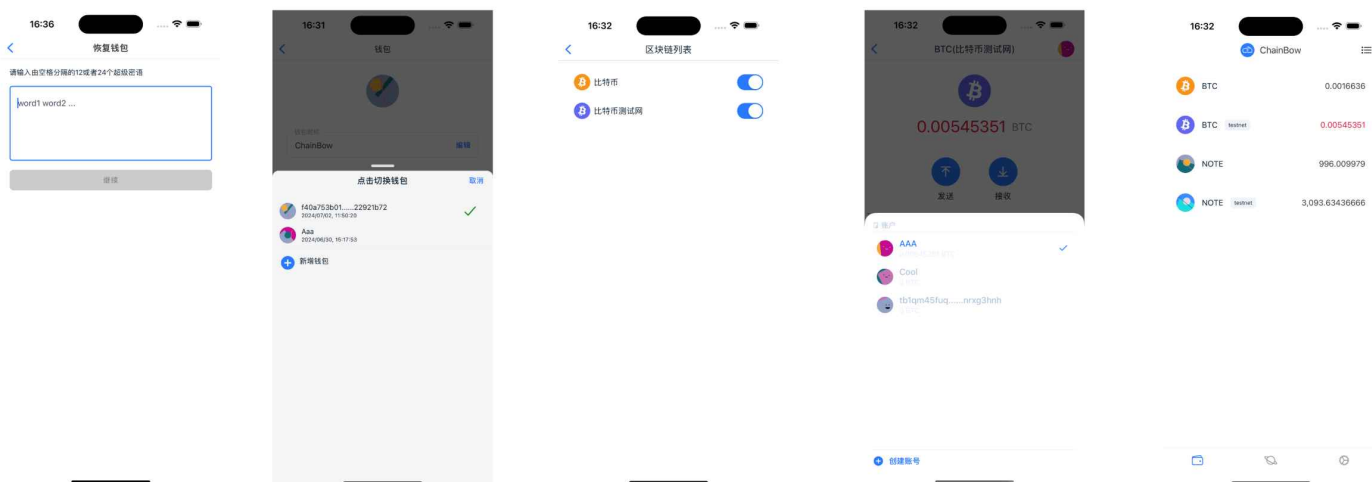 16:36
恢复钱包
请输入由空格分隔的12或者24个超级密语
word1 word2 ...
继续
16:31
钱包
钱包名称
ChainBow
编辑
点击切换钱包
取消
f40a753b01......22921b72
2024/07/02, 11:50:20
Aaa
2024/06/30, 15:17:53
新增钱包
16:32
区块链列表
比特币
比特币测试网
16:32
BTC(比特币测试网)
0.00545351 BTC
发送
接收
账户
AAA
Cool
tb1qm45fuq......nrxg3hnh
创建账号
16:32
ChainBow
BTC
0.0016636
BTC testnet
0.00545351
NOTE
996.009979
NOTE testnet
3,093.63436666